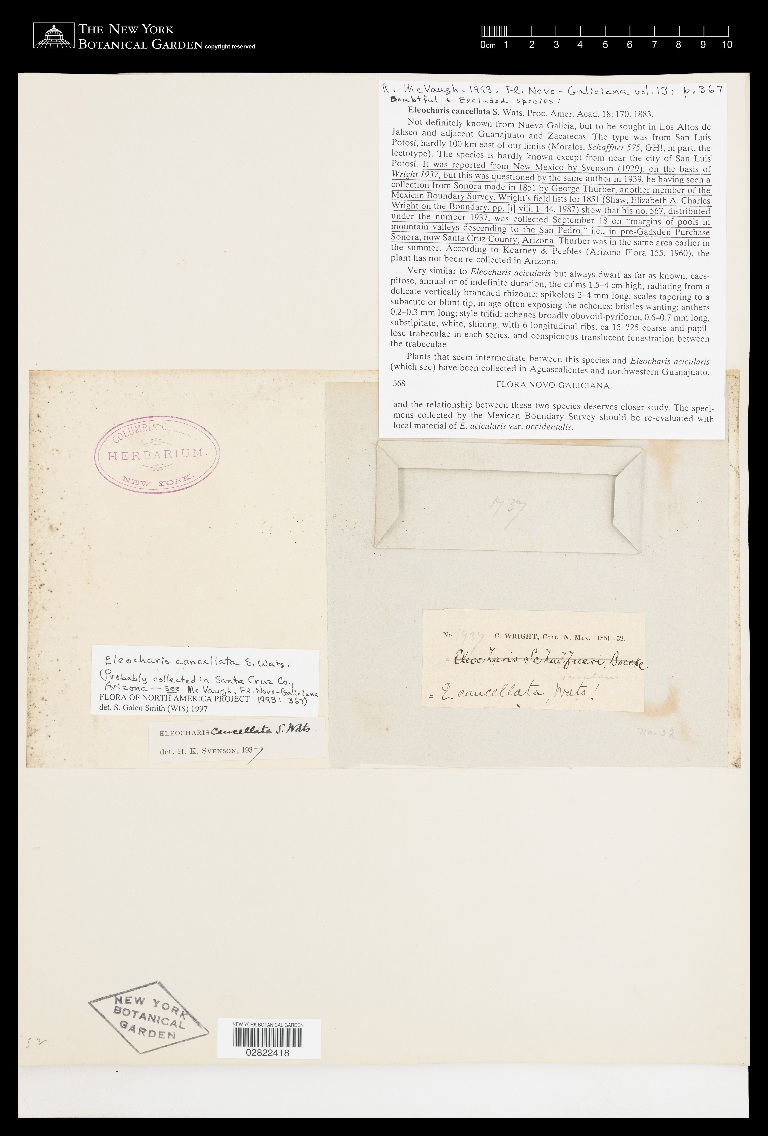 THE NEW YORK
BOTANICAL GARDEN copyright reserved
0cm 1 2 3 4 5 6 7 8 9 10
McVaugh. 1993. Fl. Novo-Galiciana vol. 13: p. 367
Doubtful & Excluded species:
Eleocharis cancellata S. Wats. Proc. Amer. Acad. 18: 170. 1883.
Not definitely known from Nueva Galicia, but to be sought in Los Altos de
Jalisco and adjacent Guanajuato and Zacatecas. The type was from San Luis
Potosí, hardly 100 km east of our limits (Morales, Schaffner 575, GH!, in part, the
lectotype). The species is hardly known except from near the city of San Luis
Potosí. It was reported from New Mexico by Svenson (1929), on the basis of
Wright 1937, but this was questioned by the same author in 1939, he having seen a
collection from Sonora made in 1851 by George Thurber, another member of the
Mexican Boundary Survey. Wright's field lists for 1851 (Shaw, Elizabeth A. Charles
Wright on the Boundary, pp. [i] viii, 1-44. 1987) show that his no. 567, distributed
under the number 1937, was collected September 18 on "margins of pools in
mountain valleys descending to the San Pedro," i.e., in pre-Gadsden Purchase
Sonora, now Santa Cruz County, Arizona. Thurber was in the same area earlier in
the summer. According to Kearney & Peebles (Arizona Flora 155. 1960), the
plant has not been re-collected in Arizona.
Very similar to Eleocharis acicularis but always dwarf as far as known, caes-
pitose, annual or of indefinite duration, the culms 1.5-4 cm high, radiating from a
delicate vertically branched rhizome; spikelets 2-4 mm long; scales tapering to a
subacute or blunt tip, in age often exposing the achenes; bristles wanting; anthers
0.2-0.3 mm long; style trifid; achenes broadly obovoid-pyriform, 0.6-0.7 mm long,
substipitate, white, shining, with 6 longitudinal ribs, ca 15-225 coarse and papil-
lose trabeculae in each series, and conspicuous translucent fenestration between
the trabeculae.
Plants that seem intermediate between this species and Eleocharis acicularis
(which see) have been collected in Aguascalientes and northwestern Guanajuato,
368 FLORA NOVO-GALICIANA
and the relationship between these two species deserves closer study. The speci-
mens collected by the Mexican Boundary Survey should be re-evaluated with
local material of E. acicularis var. occidentalis.
COLUMBIA
HERBARIUM.
NEW YORK.
1937
No. 1937 C. WRIGHT, Coll. N. Mex. 1851-52.
= Eleocharis Schaffneri, Boeck.
= E. cancellata, Wats!
Eleocharis cancellata S. Wats.
(Probably collected in Santa Cruz Co.,
Arizona -- see McVaugh, Fl. Novo-Galiciana
FLORA OF NORTH AMERICA PROJECT 1993: 367)
det. S. Galen Smith (WIS) 1997
ELEOCHARIS cancellata S. Wats
det. H. K. SVENSON, 1937
NEW YORK
BOTANICAL
GARDEN
NEW YORK BOTANICAL GARDEN
02822418